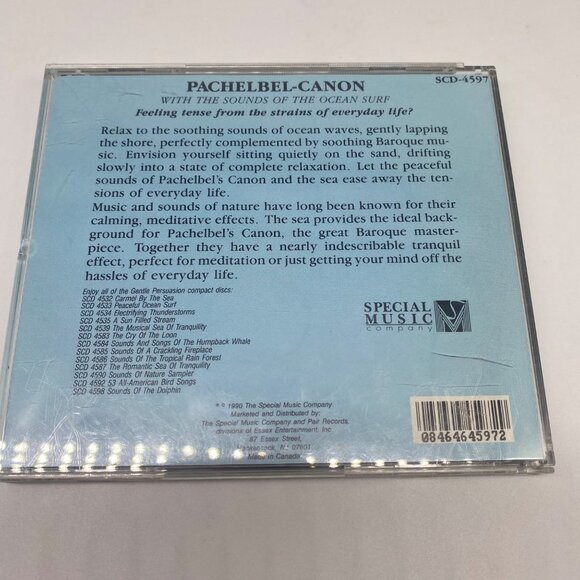 PACHELBEL-CANON
SCD-4597
WITH THE SOUNDS OF THE OCEAN SURF
Feeling tense from the strains of everyday life?
Relax to the soothing sounds of ocean waves, gently lapping
the shore, perfectly complemented by soothing Baroque mu-
sic. Envision yourself sitting quietly on the sand, drifting
slowly into a state of complete relaxation. Let the peaceful
sounds of Pachelbel's Canon and the sea ease away the ten-
sions of everyday life.
Music and sounds of nature have long been known for their
calming, meditative effects. The sea provides the ideal back-
ground for Pachelbel's Canon, the great Baroque master-
piece. Together they have a nearly indescribable tranquil
effect, perfect for meditation or just getting your mind off the
hassles of everyday life.
Enjoy all of the Gentle Persuasion compact discs:
SCD 4532 Carmel By The Sea
SCD 4533 Peaceful Ocean Surf
SCD 4534 Electrifying Thunderstorms
SCD 4535 A Sun Filled Stream
SCD 4539 The Musical Sea Of Tranquility
SCD 4583 The Cry Of The Loon
SCD 4584 Sounds And Songs Of The Humpback Whale
SCD 4585 Sounds Of A Crackling Fireplace
SCD 4586 Sounds Of The Tropical Rain Forest
SCD 4587 The Romantic Sea Of Tranquility
SCD 4590 Sounds Of Nature Sampler
SCD 4592 53 All-American Bird Songs
SCD 4598 Sounds Of The Dolphin
SPECIAL
MUSIC
company
℗ © 1990 The Special Music Company.
Marketed and Distributed by:
The Special Music Company and Pair Records,
divisions of Essex Entertainment, Inc.
87 Essex Street,
Hackensack, N.J. 07601
Made in Canada.
08464645972